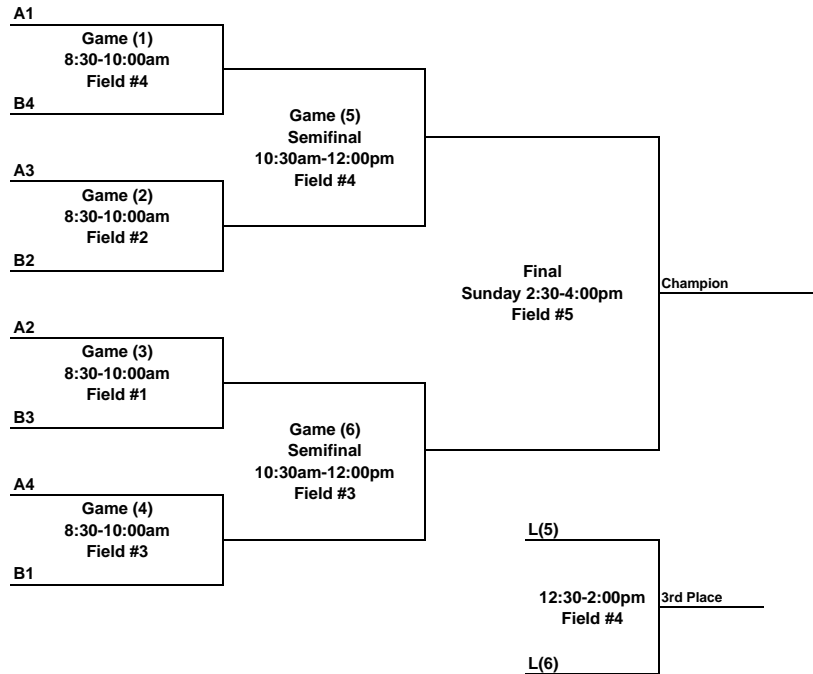 A1
Game (1)
8:30-10:00am
Field #4
B4
Game (5)
Semifinal
10:30am-12:00pm
Field #4
A3
Game (2)
8:30-10:00am
Field #2
B2
Final
Sunday 2:30-4:00pm
Field #5
Champion
A2
Game (3)
8:30-10:00am
Field #1
B3
Game (6)
Semifinal
10:30am-12:00pm
Field #3
A4
Game (4)
8:30-10:00am
Field #3
B1
L(5)
12:30-2:00pm
Field #4
3rd Place
L(6)